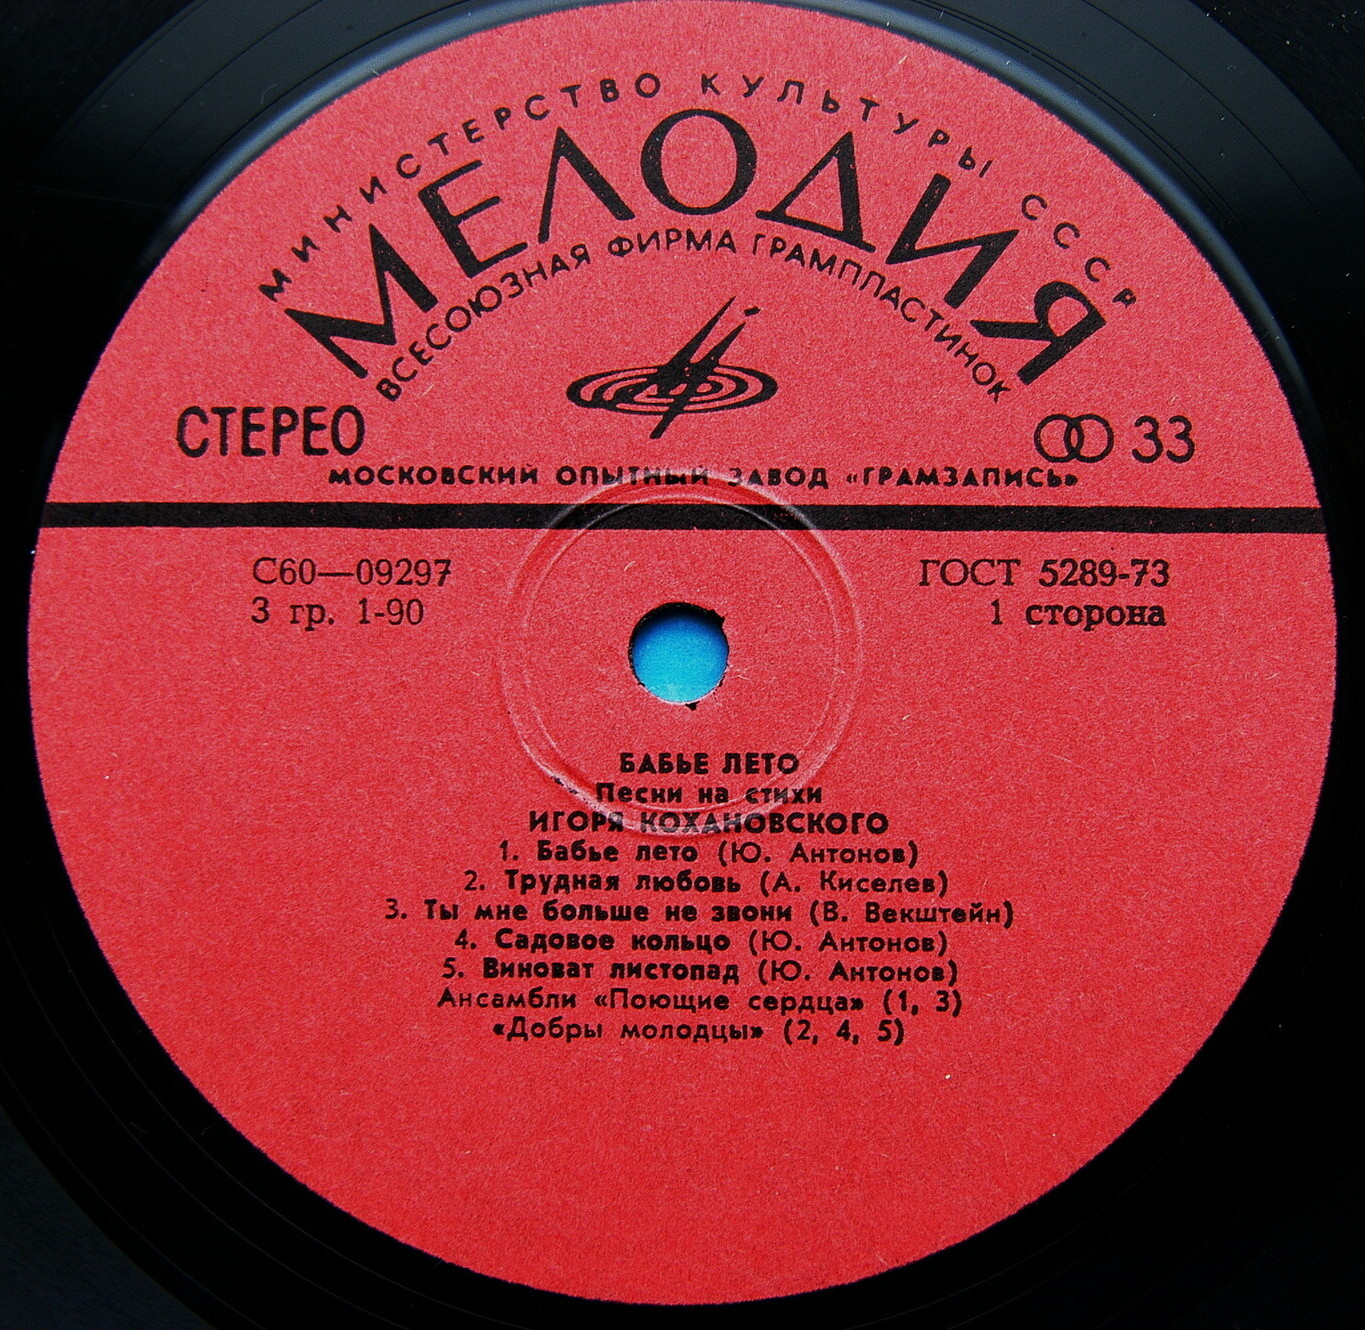 МИНИСТЕРСТВО КУЛЬТУРЫ СССР
МЕЛОДИЯ
ВСЕСОЮЗНАЯ ФИРМА ГРАМПЛАСТИНОК
СТЕРЕО
33
МОСКОВСКИЙ ОПЫТНЫЙ ЗАВОД «ГРАМЗАПИСЬ»
С60—09297
ГОСТ 5289-73
3 гр. 1-90
1 сторона
БАБЬЕ ЛЕТО
Песни на стихи
ИГОРЯ КОХАНОВСКОГО
1. Бабье лето (Ю. Антонов)
2. Трудная любовь (А. Киселев)
3. Ты мне больше не звони (В. Векштейн)
4. Садовое кольцо (Ю. Антонов)
5. Виноват листопад (Ю. Антонов)
Ансамбли «Поющие сердца» (1, 3)
«Добры молодцы» (2, 4, 5)